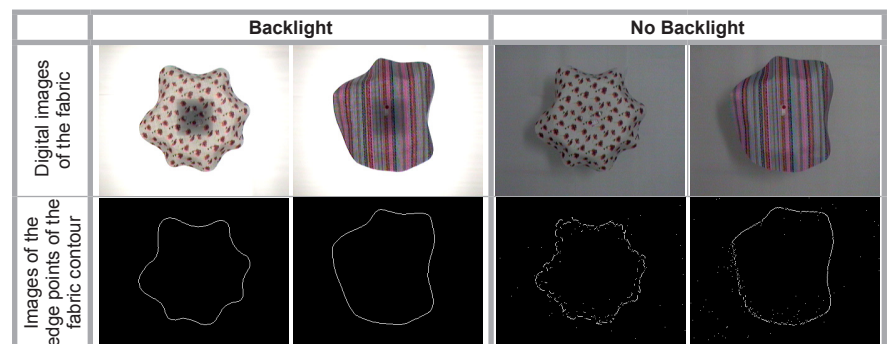 Backlight
No Backlight
Digital images
of the fabric
Images of the
edge points of the
fabric contour